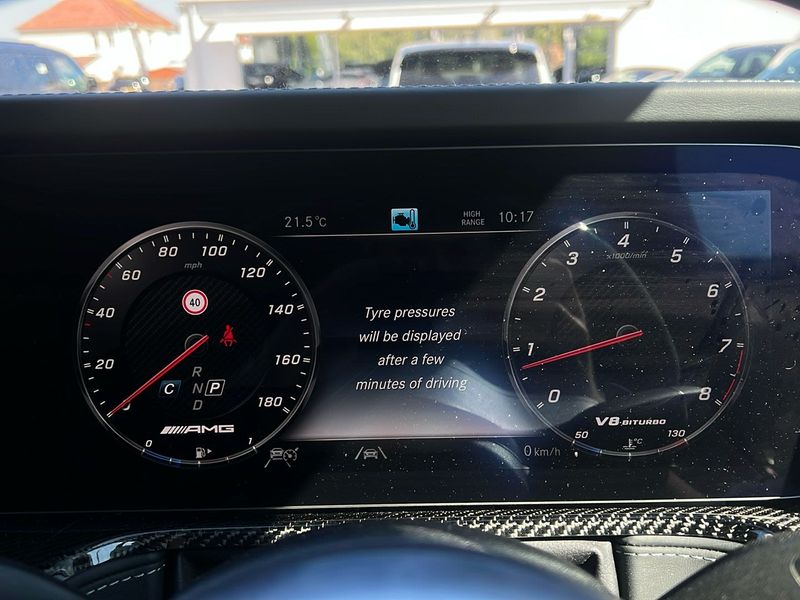 21.5°C
HIGH
RANGE
10:17
0
20
40
60
80
100
120
140
160
180
mph
40
R
C
N
P
D
AMG
0
1
Tyre pressures
will be displayed
after a few
minutes of driving
0
1
2
3
4
5
6
7
8
x1000/min
V8 BITURBO
50
130
°C
0 km/h